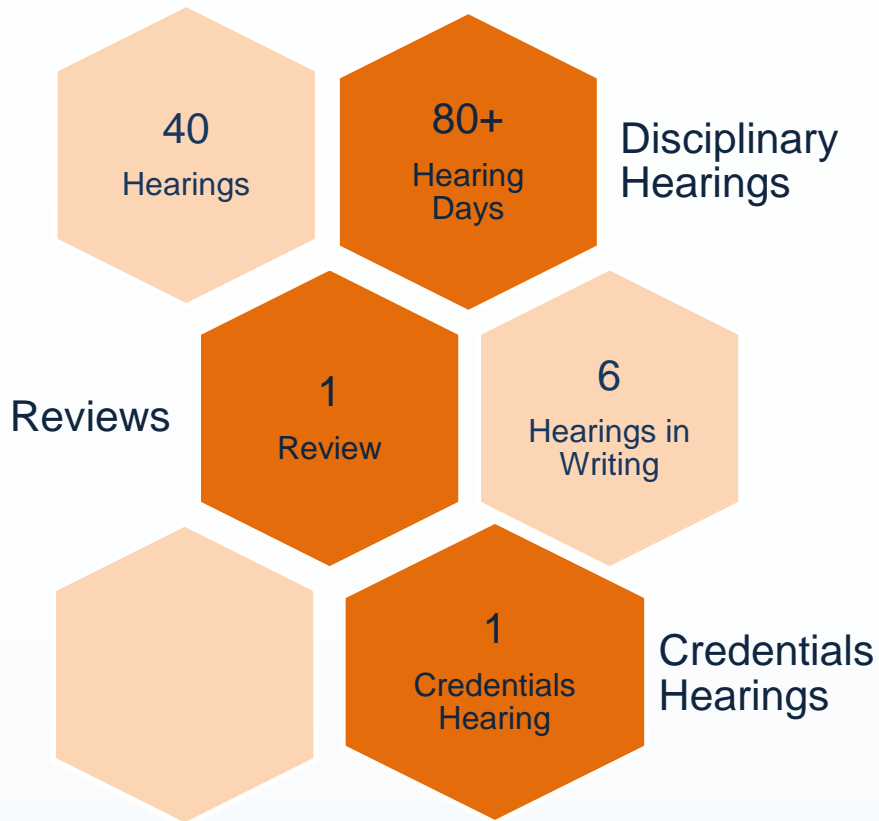 40
Hearings
80+
Hearing
Days
Disciplinary
Hearings
Reviews
1
Review
6
Hearings in
Writing
1
Credentials
Hearing
Credentials
Hearings